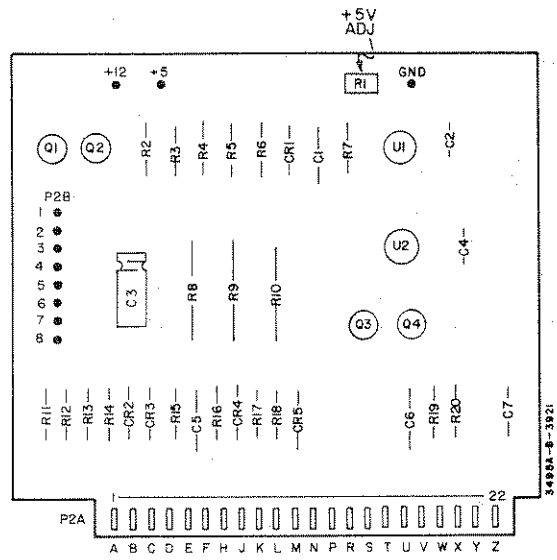 +5V
ADJ
+12
+5
R1
GND
Q1
Q2
R2
R3
R4
R5
R6
CR1
C1
R7
U1
C2
P2B
1
2
3
4
5
6
7
8
C3
R8
R9
R10
U2
C4
Q3
Q4
R11
R12
R13
R14
CR2
CR3
R15
C5
R16
CR4
R17
R18
CR5
C6
R19
R20
C7
3495A-B-3921
1
22
P2A
A B C D E F H J K L M N P R S T U V W X Y Z